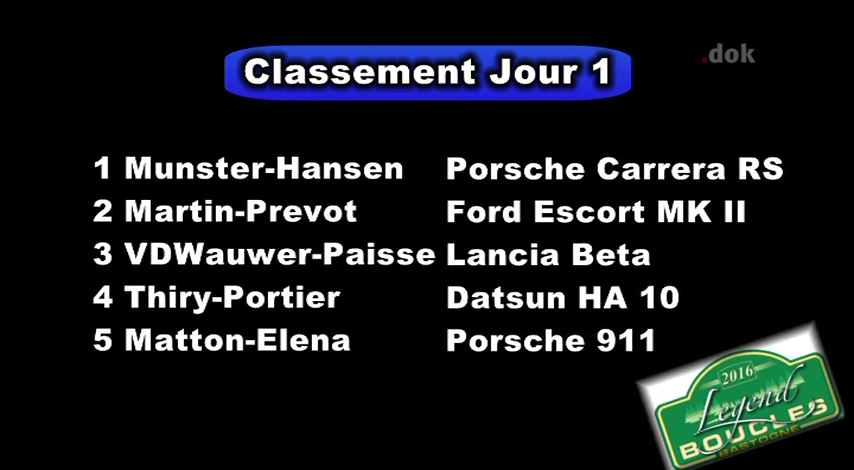 .dok
Classement Jour 1
1 Munster-Hansen Porsche Carrera RS
2 Martin-Prevot Ford Escort MK II
3 VDWauwer-Paisse Lancia Beta
4 Thiry-Portier Datsun HA 10
5 Matton-Elena Porsche 911
2016
Legend
BOUCLES
BASTOGNE